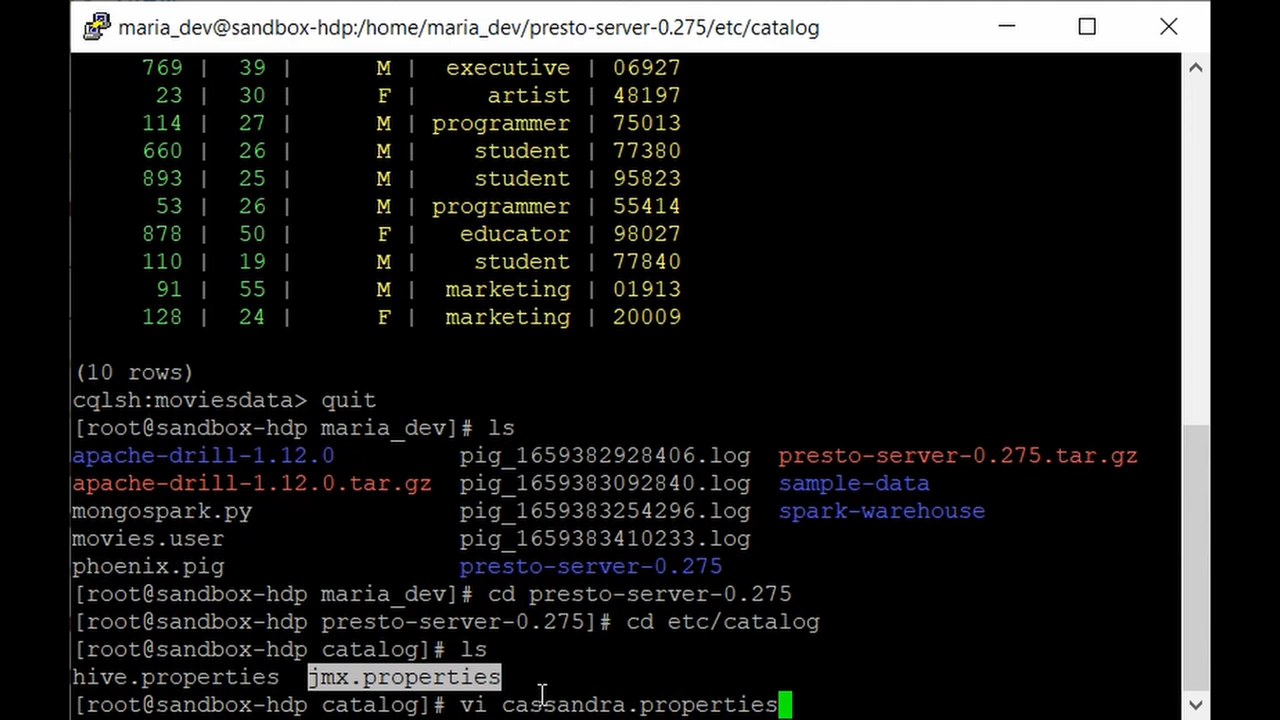 maria_dev@sandbox-hdp:/home/maria_dev/presto-server-0.275/etc/catalog
769 | 39 | M | executive | 06927
23 | 30 | F | artist | 48197
114 | 27 | M | programmer | 75013
660 | 26 | M | student | 77380
893 | 25 | M | student | 95823
53 | 26 | M | programmer | 55414
878 | 50 | F | educator | 98027
110 | 19 | M | student | 77840
91 | 55 | M | marketing | 01913
128 | 24 | F | marketing | 20009
(10 rows)
cqlsh:moviesdata> quit
[root@sandbox-hdp maria_dev]# ls
apache-drill-1.12.0 pig_1659382928406.log presto-server-0.275.tar.gz
apache-drill-1.12.0.tar.gz pig_1659383092840.log sample-data
mongospark.py pig_1659383254296.log spark-warehouse
movies.user pig_1659383410233.log
phoenix.pig presto-server-0.275
[root@sandbox-hdp maria_dev]# cd presto-server-0.275
[root@sandbox-hdp presto-server-0.275]# cd etc/catalog
[root@sandbox-hdp catalog]# ls
hive.properties jmx.properties
[root@sandbox-hdp catalog]# vi cassandra.properties